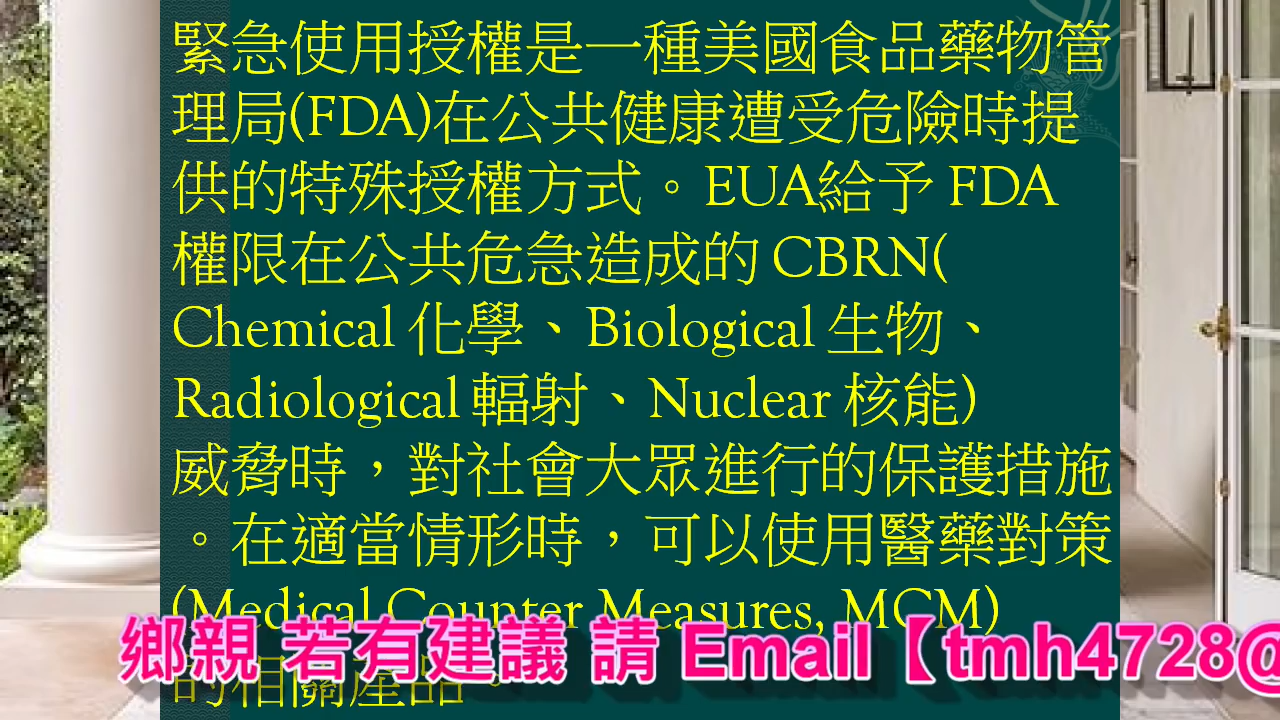 緊急使用授權是一種美國食品藥物管
理局(FDA)在公共健康遭受危險時提
供的特殊授權方式。EUA給予 FDA
權限在公共危急造成的 CBRN(
Chemical 化學、Biological 生物、
Radiological 輻射、Nuclear 核能)
威脅時，對社會大眾進行的保護措施
。在適當情形時，可以使用醫藥對策
(Medical Counter Measures, MCM)
的相關產品。
鄉親 若有建議 請 Email【tmh4728@